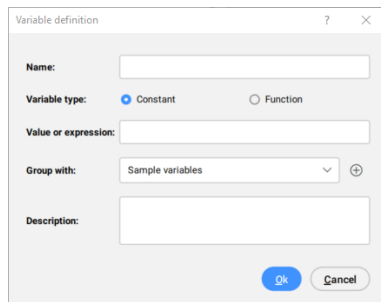 Variable definition ?
Name:
Variable type: Constant Function
Value or expression:
Group with: Sample variables
Description:
Ok Cancel